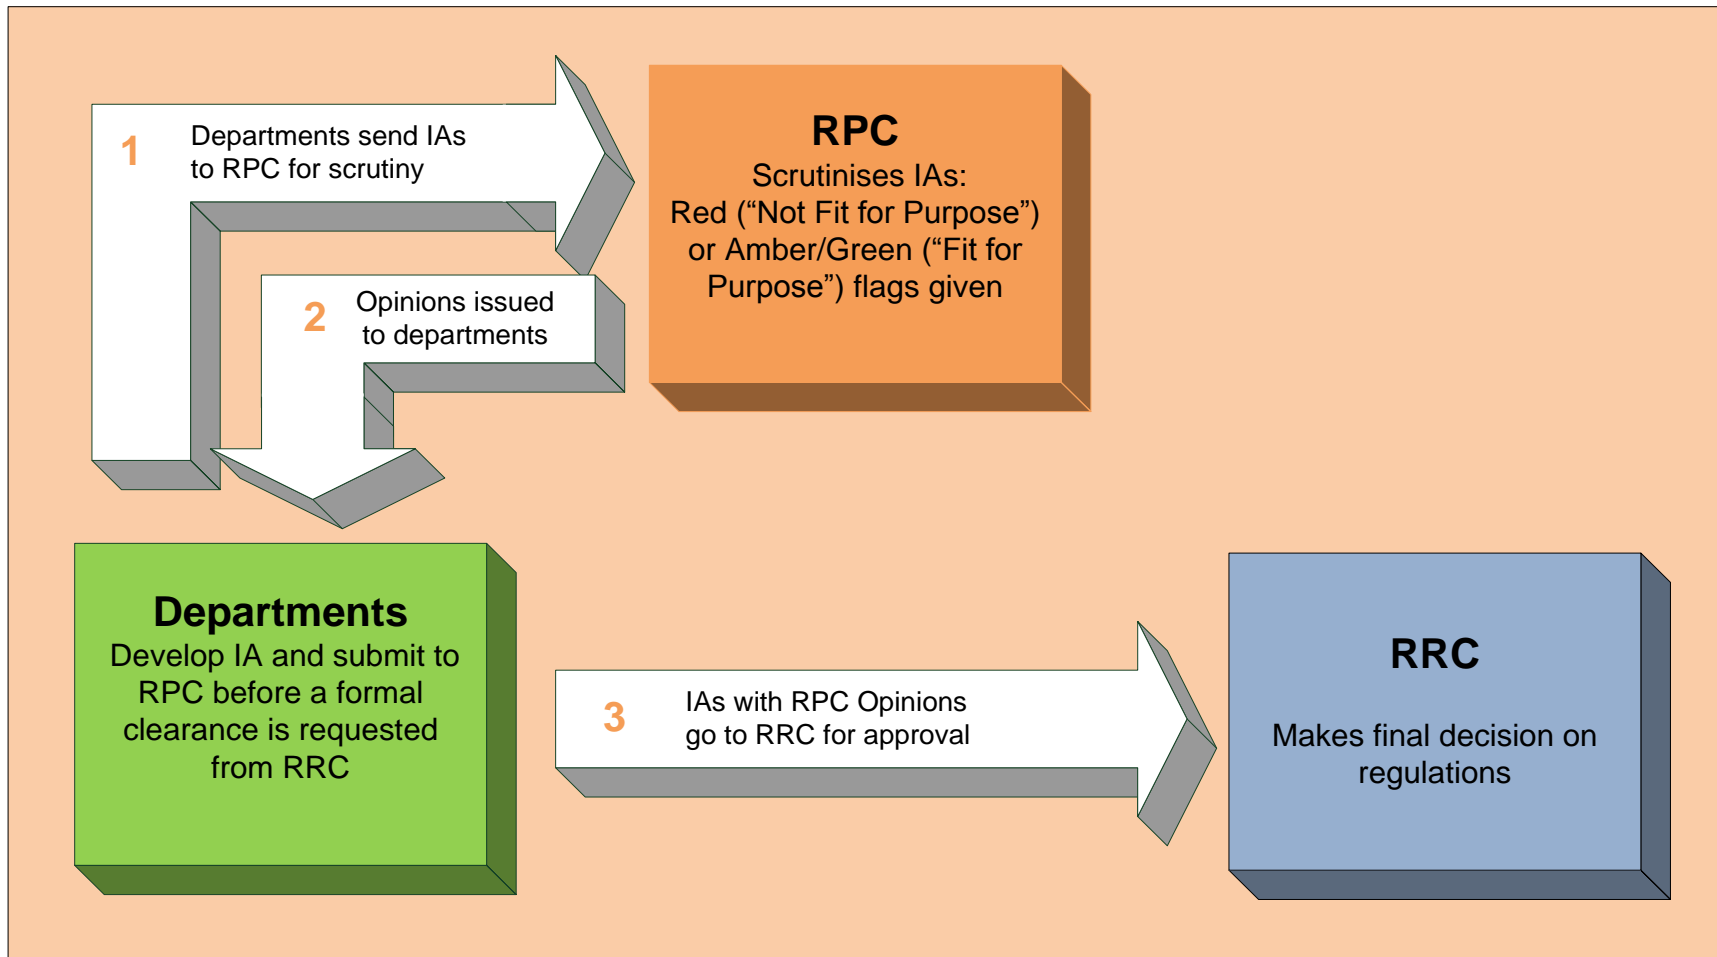 1
Departments send IAs
to RPC for scrutiny
RPC
Scrutinises IAs:
Red (“Not Fit for Purpose”)
or Amber/Green (“Fit for
Purpose”) flags given
2
Opinions issued
to departments
Departments
Develop IA and submit to
RPC before a formal
clearance is requested
from RRC
3
IAs with RPC Opinions
go to RRC for approval
RRC
Makes final decision on
regulations